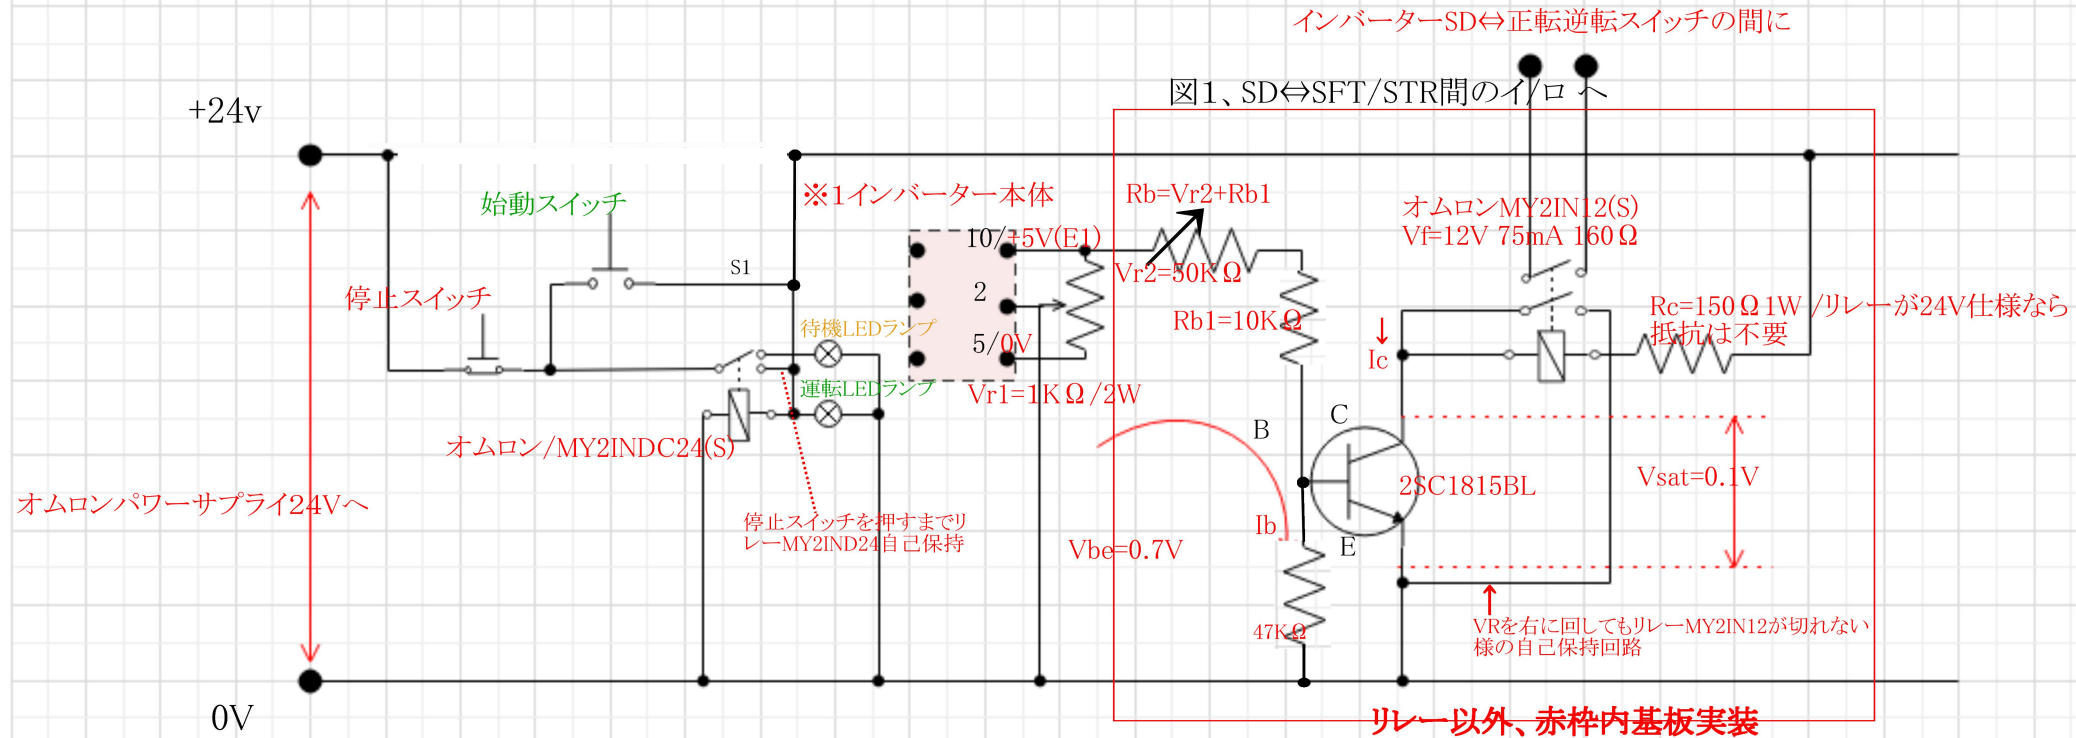 インバーターSD⇔正転逆転スイッチの間に
図1、SD⇔SFT/STR間のイ/ロ へ
+24v
始動スイッチ
S1
停止スイッチ
※1インバーター本体
10/+5V(E1)
2
5/0V
Vr1=1KΩ/2W
待機LEDランプ
運転LEDランプ
オムロン/MY2INDC24(S)
オムロンパワーサプライ24Vへ
停止スイッチを押すまでリ
レーMY2IND24自己保持
Rb=Vr2+Rb1
Vr2=50KΩ
Rb1=10KΩ
オムロンMY2IN12(S)
Vf=12V 75mA 160Ω
Rc=150Ω1W /リレーが24V仕様なら
抵抗は不要
Ic
B
C
E
2SC1815BL
Vsat=0.1V
Ib
Vbe=0.7V
47KΩ
VRを右に回してもリレーMY2IN12が切れない
様の自己保持回路
0V
リレー以外、赤枠内基板実装